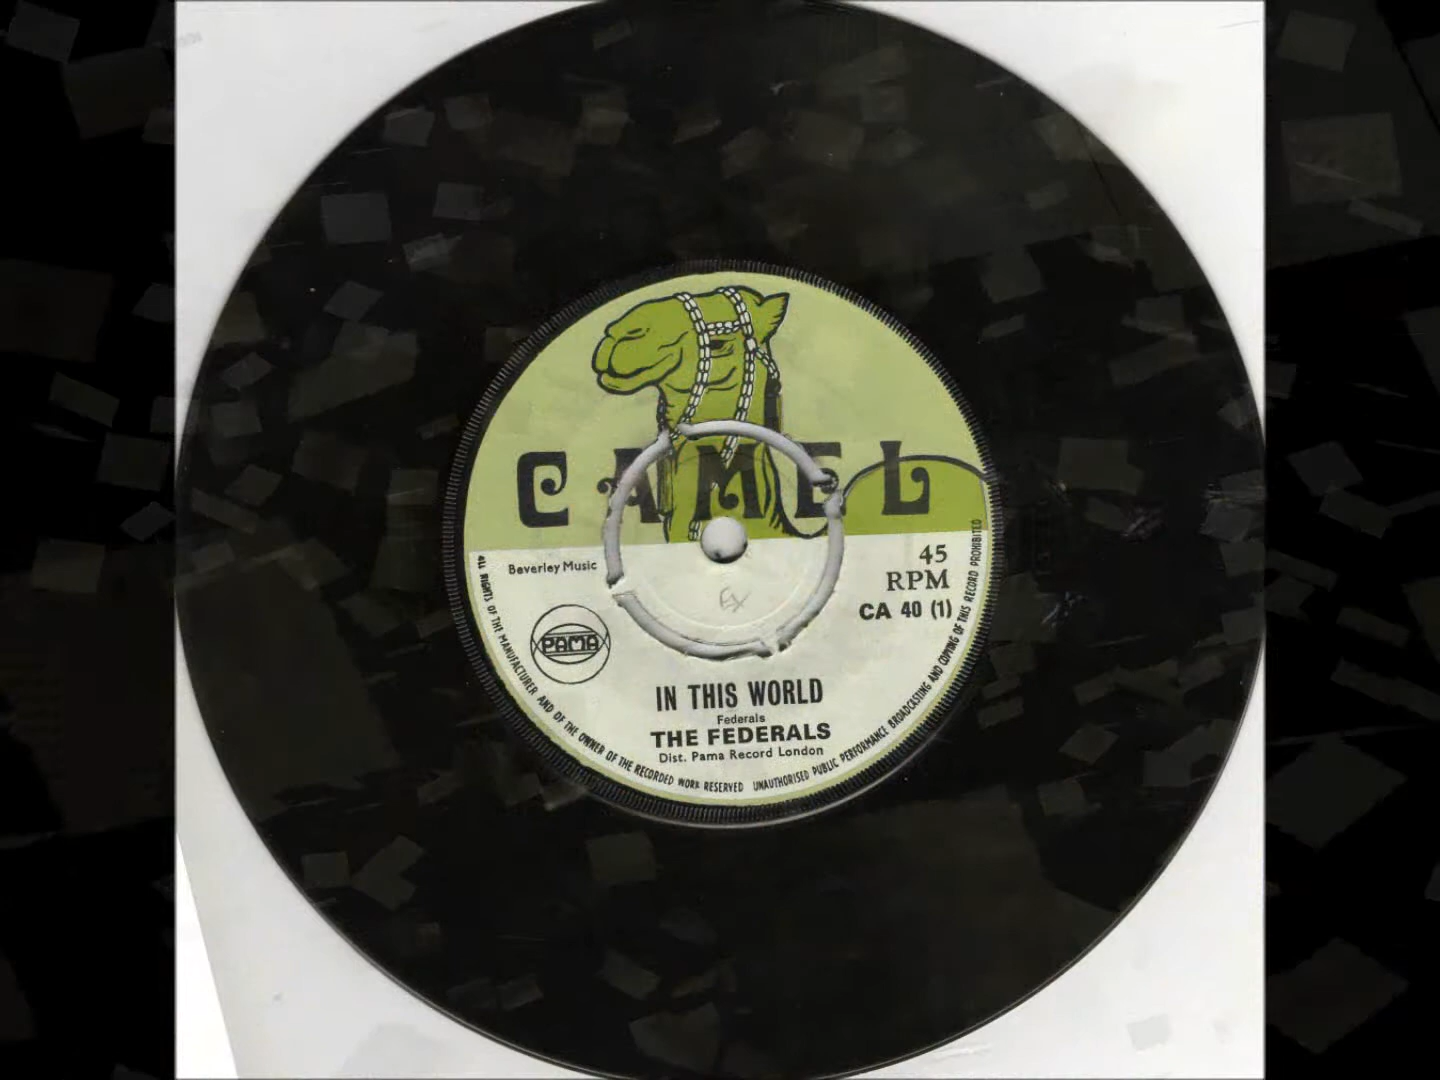 CAMEL
Beverley Music
45
RPM
CA 40 (1)
PAMA
EX
IN THIS WORLD
Federals
THE FEDERALS
Dist. Pama Record London
ALL RIGHTS OF THE MANUFACTURER AND OF THE OWNER OF THE RECORDED WORK RESERVED UNAUTHORISED PUBLIC PERFORMANCE BROADCASTING AND COPYING OF THIS RECORD PROHIBITED